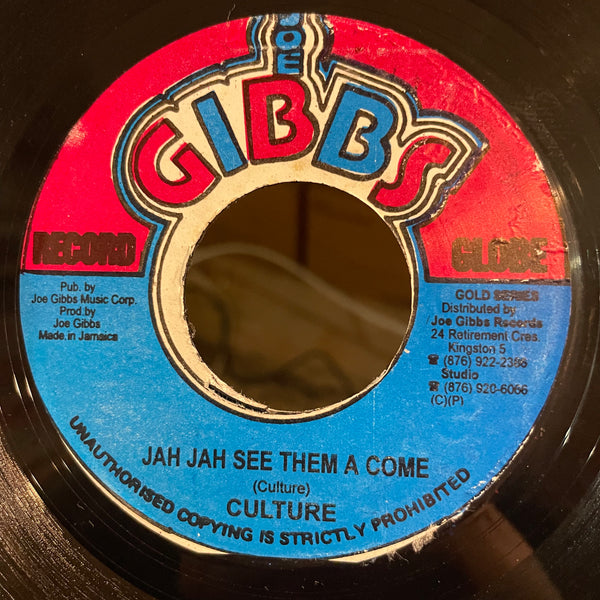 JOE
GIBBS
RECORD GLOBE
Pub. by
Joe Gibbs Music Corp.
Prod by
Joe Gibbs
Made in Jamaica
GOLD SERIES
Distributed by
Joe Gibbs Records
24 Retirement Cres.
Kingston 5
☎ (876) 922-2368
Studio
☎ (876) 920-6066
(C)(P)
JAH JAH SEE THEM A COME
(Culture)
CULTURE
UNAUTHORISED COPYING IS STRICTLY PROHIBITED